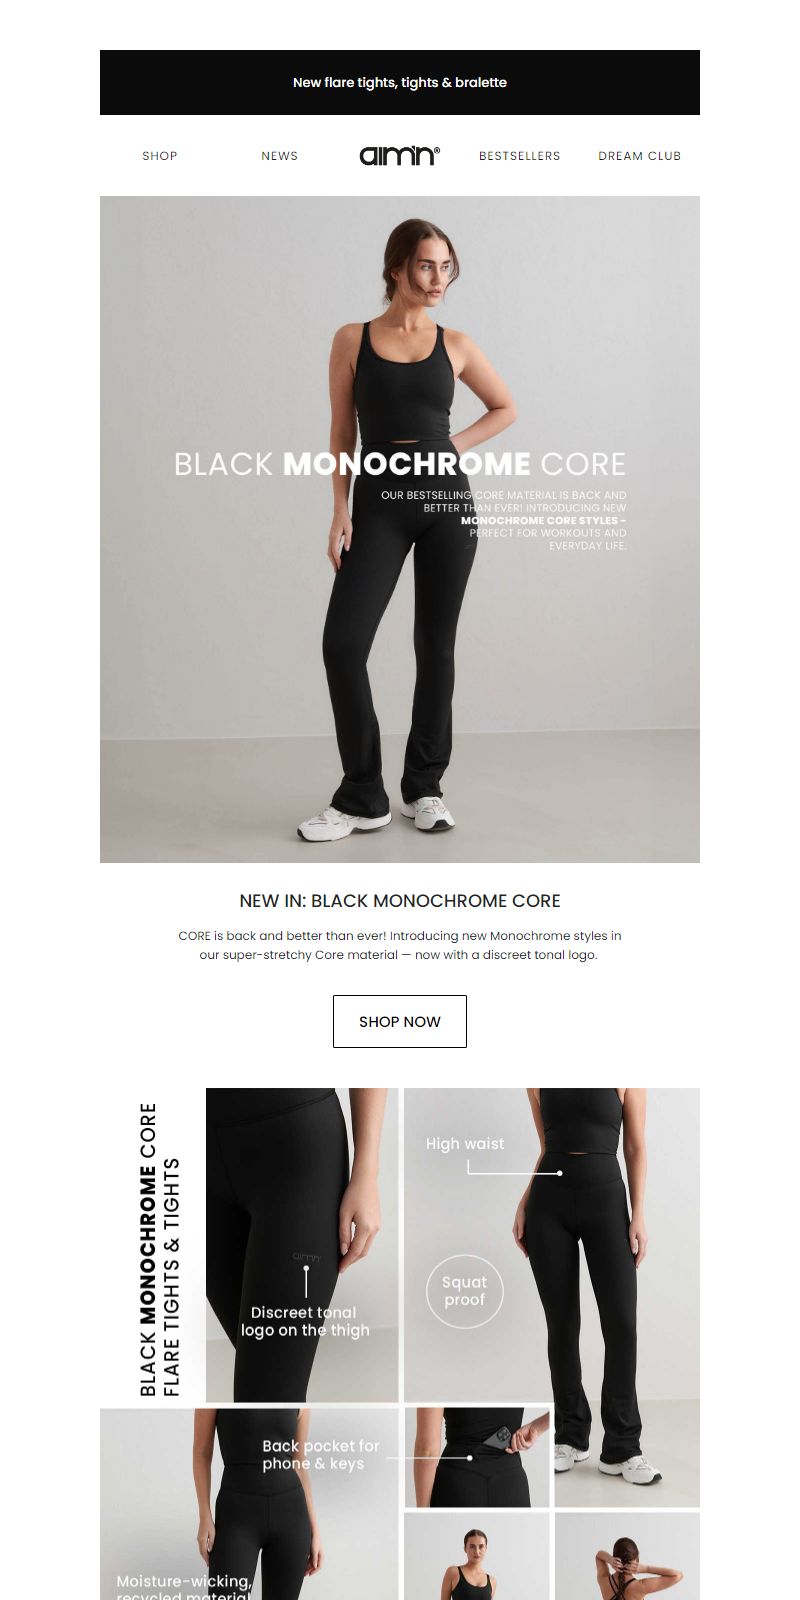 New flare tights, tights & bralette
SHOP
NEWS
aim'n®
BESTSELLERS
DREAM CLUB
BLACK MONOCHROME CORE
OUR BESTSELLING CORE MATERIAL IS BACK AND
BETTER THAN EVER! INTRODUCING NEW
MONOCHROME CORE STYLES –
PERFECT FOR WORKOUTS AND
EVERYDAY LIFE.
NEW IN: BLACK MONOCHROME CORE
CORE is back and better than ever! Introducing new Monochrome styles in
our super-stretchy Core material — now with a discreet tonal logo.
SHOP NOW
BLACK MONOCHROME CORE
FLARE TIGHTS & TIGHTS
aim'n
Discreet tonal
logo on the thigh
High waist
Squat
proof
Back pocket for
phone & keys
Moisture-wicking,
recycled material